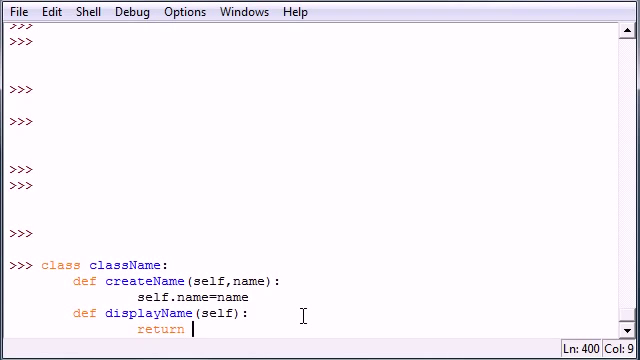 File Edit Shell Debug Options Windows Help
>>>
>>>
>>>
>>>
>>>
>>>
>>>
>>> class className:
def createName(self,name):
self.name=name
def displayName(self):
return
Ln: 400 Col: 9